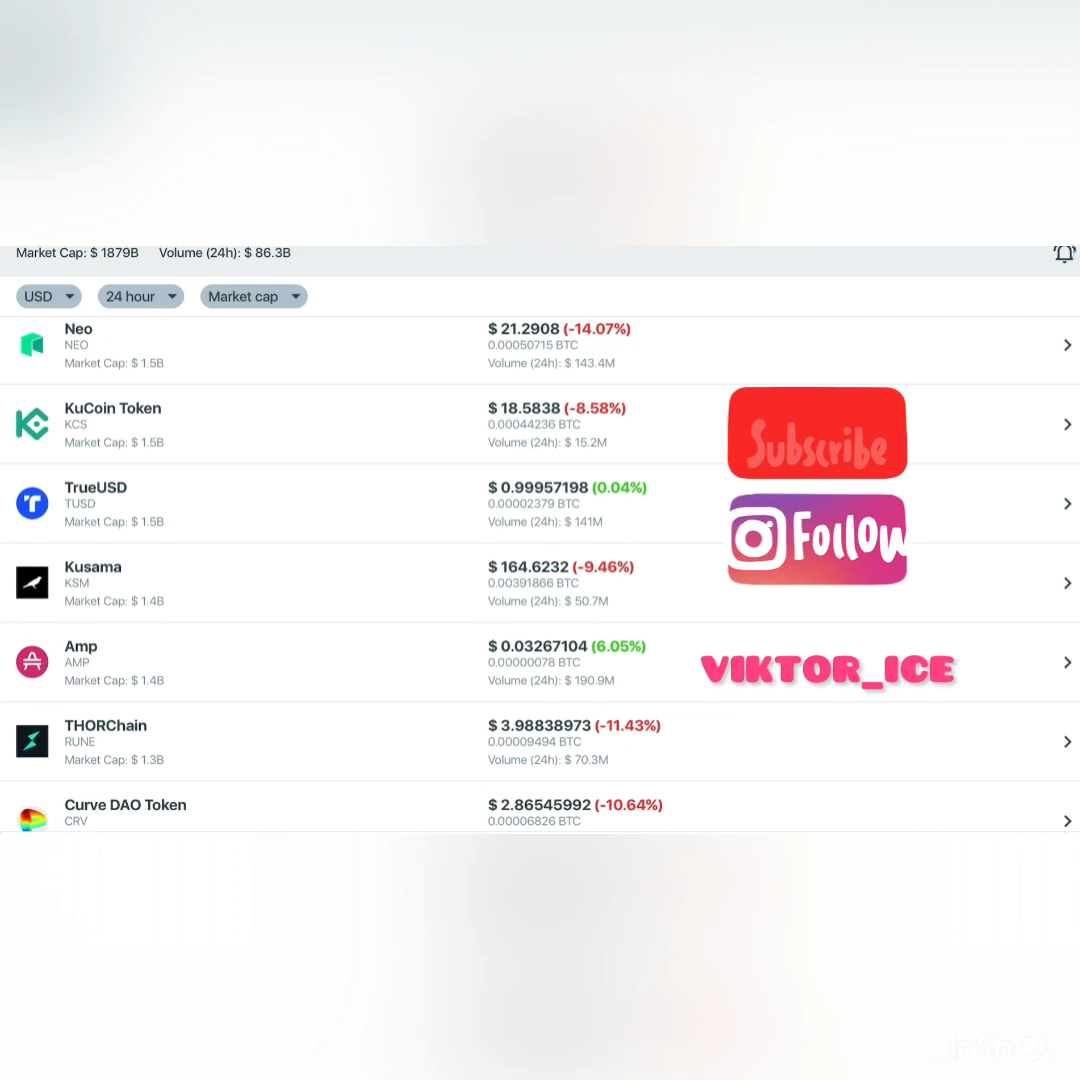 Market Cap: $ 1879B Volume (24h): $ 86.3B
USD 24 hour Market cap
Neo
$ 21.2908 (-14.07%)
NEO
0.00050715 BTC
Market Cap: $ 1.5B
Volume (24h): $ 143.4M
KuCoin Token
$ 18.5838 (-8.58%)
KCS
0.00044236 BTC
Market Cap: $ 1.5B
Volume (24h): $ 15.2M
Subscribe
TrueUSD
$ 0.99957198 (0.04%)
TUSD
0.00002379 BTC
Market Cap: $ 1.5B
Volume (24h): $ 141M
Follow
Kusama
$ 164.6232 (-9.46%)
KSM
0.00391866 BTC
Market Cap: $ 1.4B
Volume (24h): $ 50.7M
Amp
$ 0.03267104 (6.05%)
AMP
0.00000078 BTC
Market Cap: $ 1.4B
Volume (24h): $ 190.9M
VIKTOR_ICE
THORChain
$ 3.98838973 (-11.43%)
RUNE
0.00009494 BTC
Market Cap: $ 1.3B
Volume (24h): $ 70.3M
Curve DAO Token
$ 2.86545992 (-10.64%)
CRV
0.00006826 BTC
InShOt